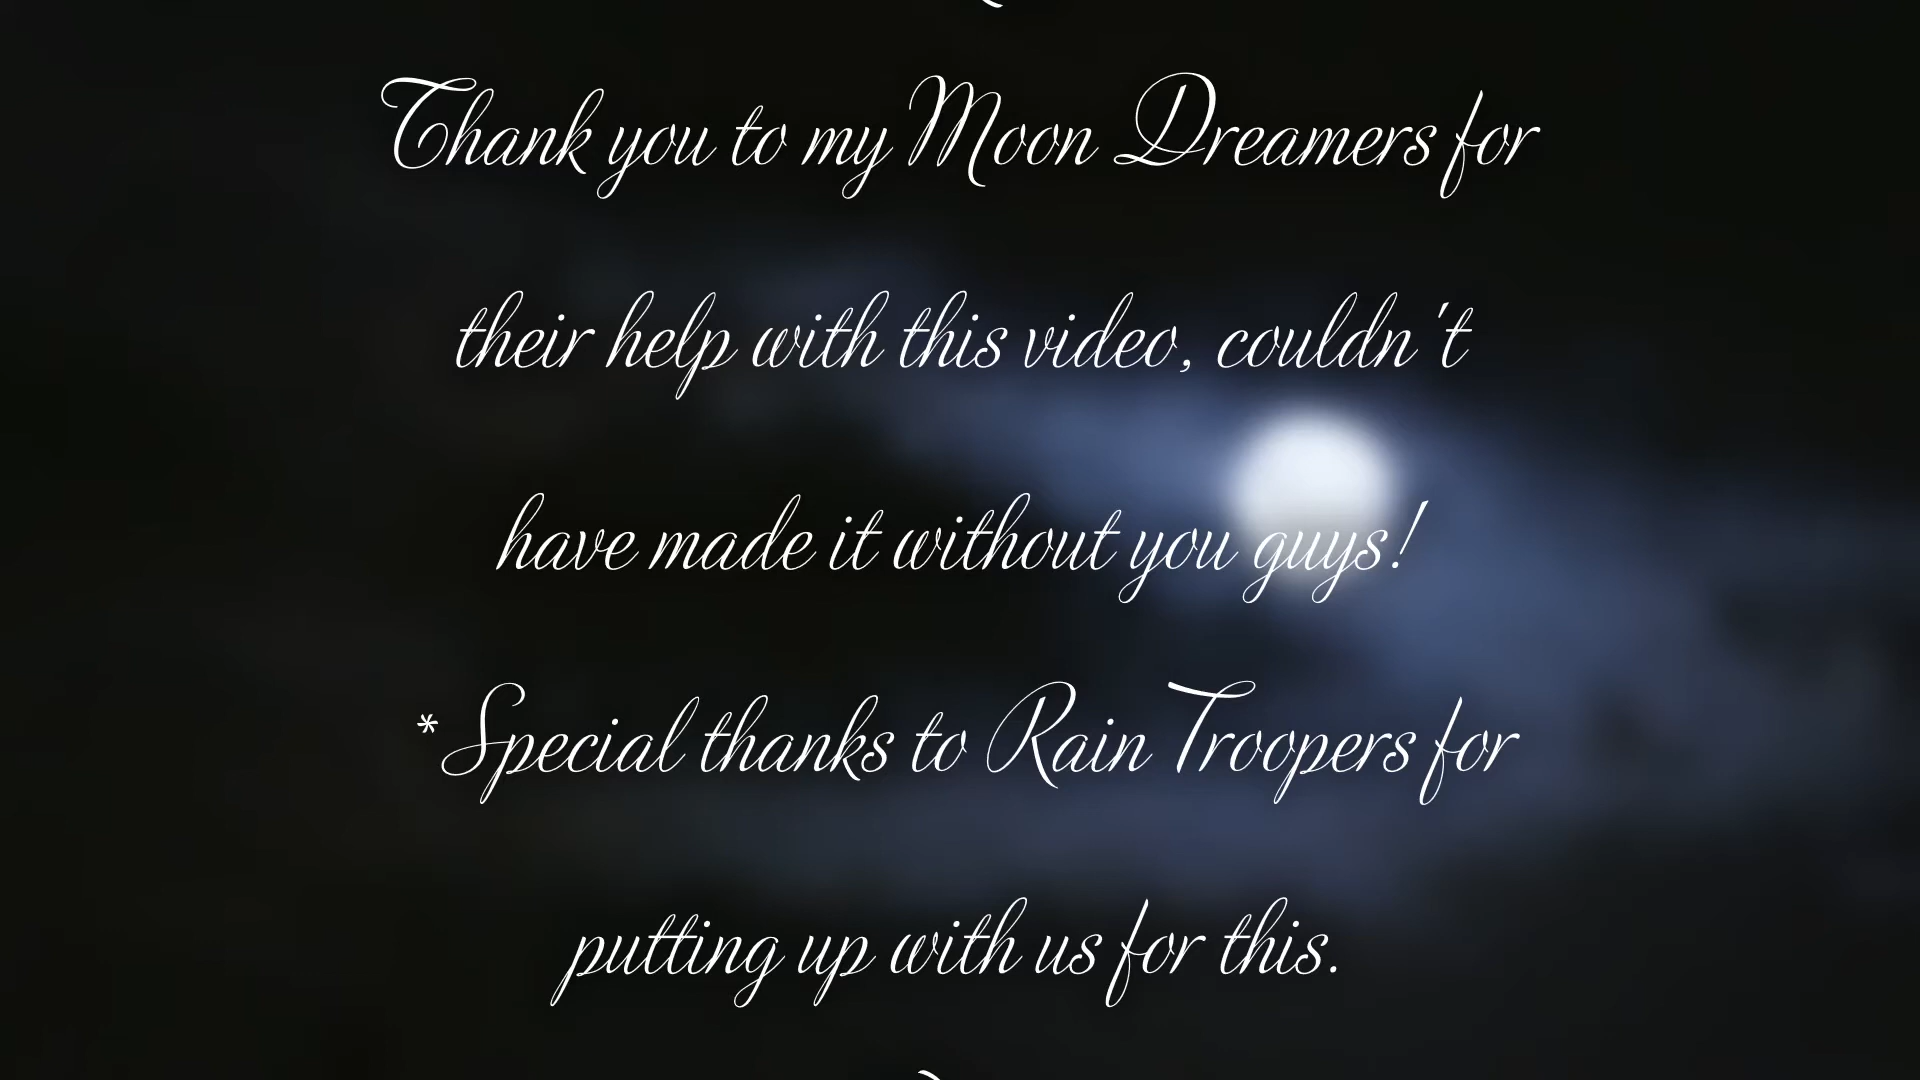 Thank you to my Moon Dreamers for
their help with this video, couldn't
have made it without you guys!
*Special thanks to Rain Troopers for
putting up with us for this.